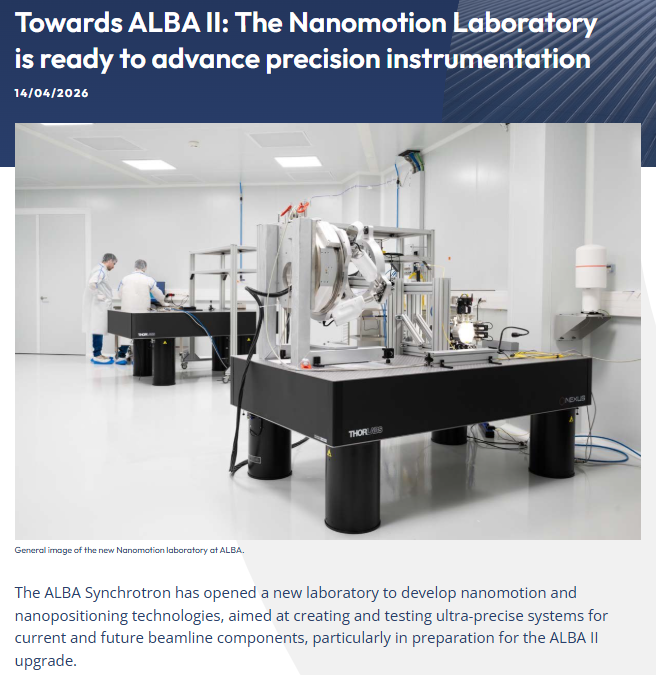 Towards ALBA II: The Nanomotion Laboratory
is ready to advance precision instrumentation
14/04/2026
THORLABS
THORLABS
NEXUS
General image of the new Nanomotion laboratory at ALBA.
The ALBA Synchrotron has opened a new laboratory to develop nanomotion and
nanopositioning technologies, aimed at creating and testing ultra-precise systems for
current and future beamline components, particularly in preparation for the ALBA II
upgrade.